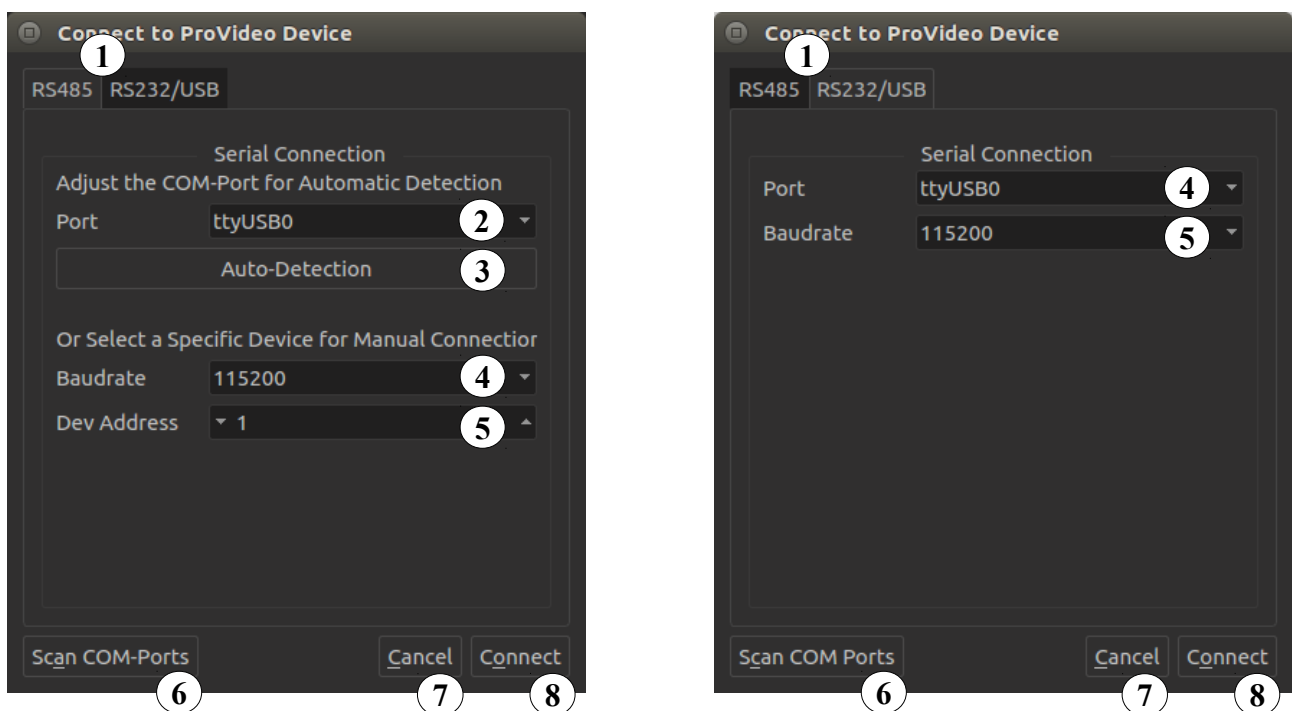 Connect to ProVideo Device
1
RS485 RS232/USB
Serial Connection
Adjust the COM-Port for Automatic Detection
Port ttyUSB0 2
Auto-Detection 3
Or Select a Specific Device for Manual Connection
Baudrate 115200 4
Dev Address 1 5
Scan COM-Ports Cancel Connect
6 7 8
Connect to ProVideo Device
1
RS485 RS232/USB
Serial Connection
Port ttyUSB0 4
Baudrate 115200 5
Scan COM Ports Cancel Connect
6 7 8